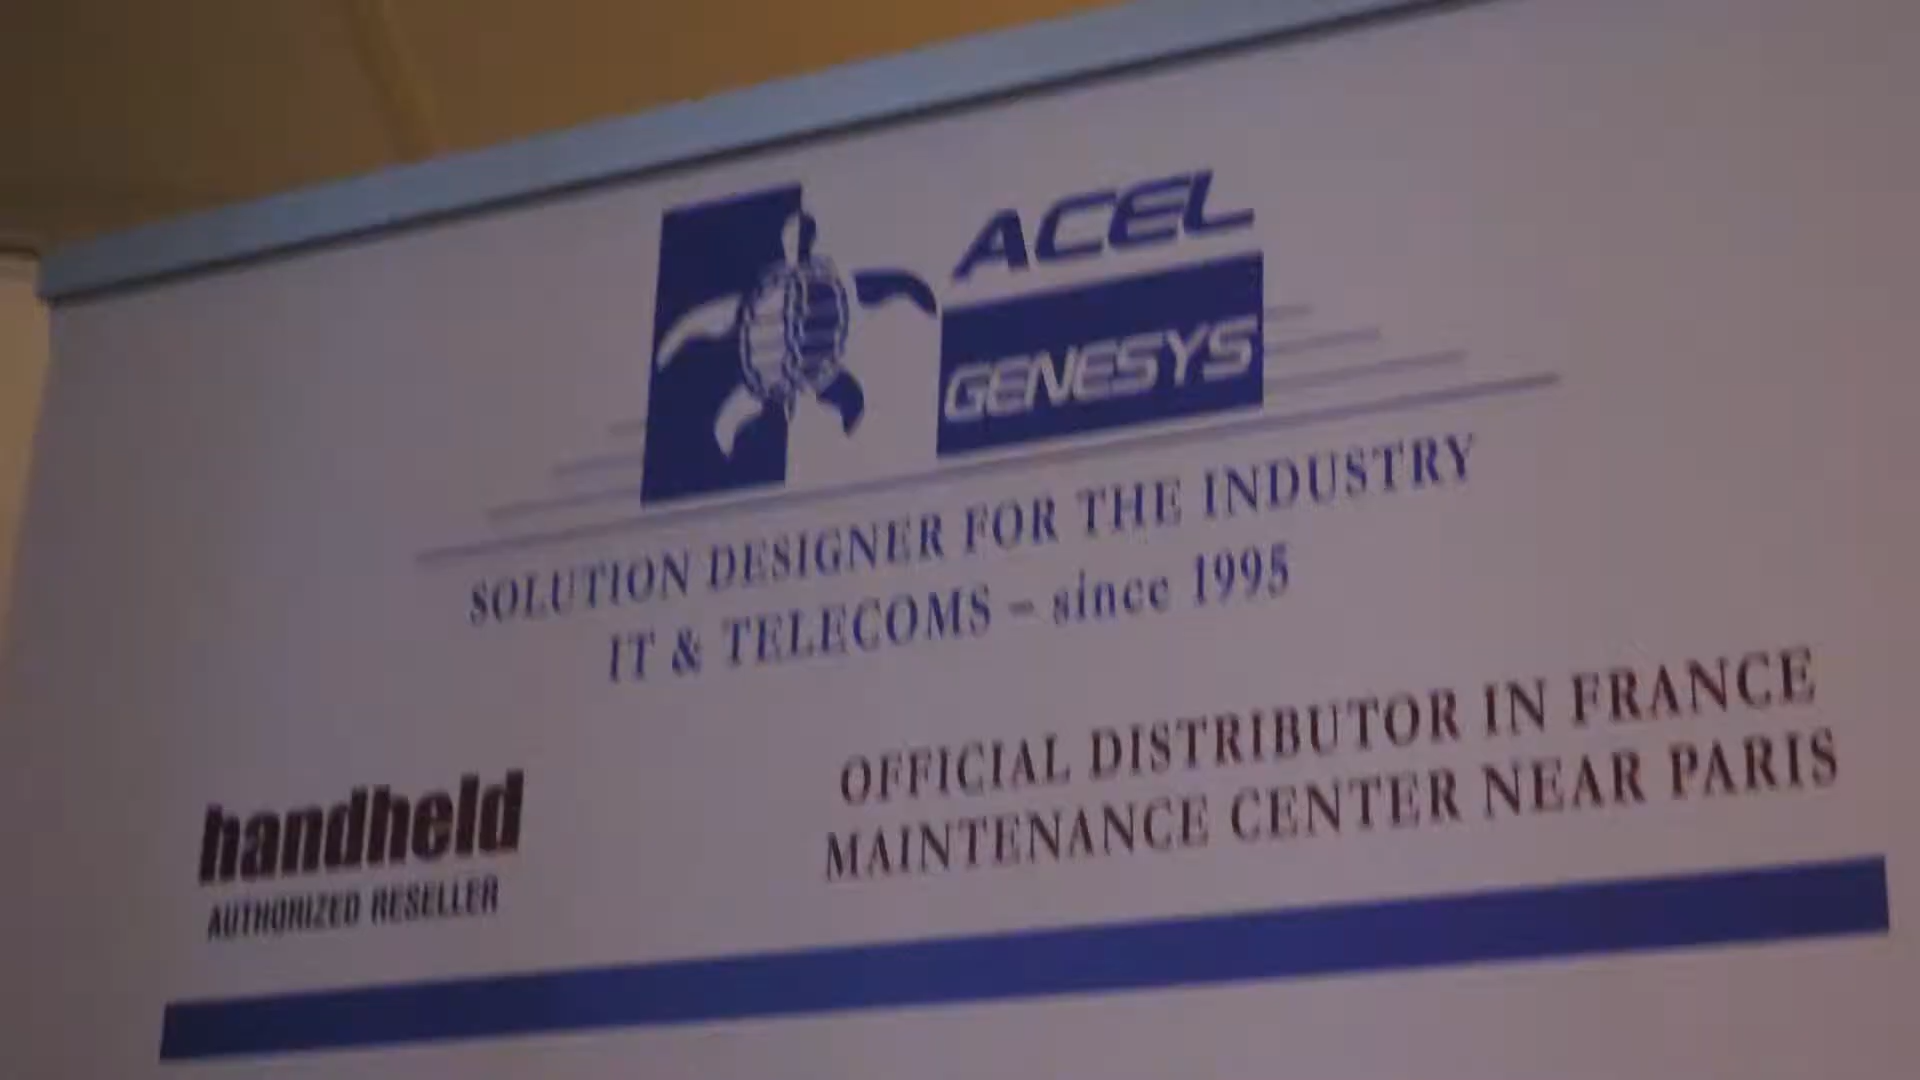 ACEL
GENESYS
SOLUTION DESIGNER FOR THE INDUSTRY
IT & TELECOMS – since 1995
OFFICIAL DISTRIBUTOR IN FRANCE
MAINTENANCE CENTER NEAR PARIS
handheld
AUTHORIZED RESELLER